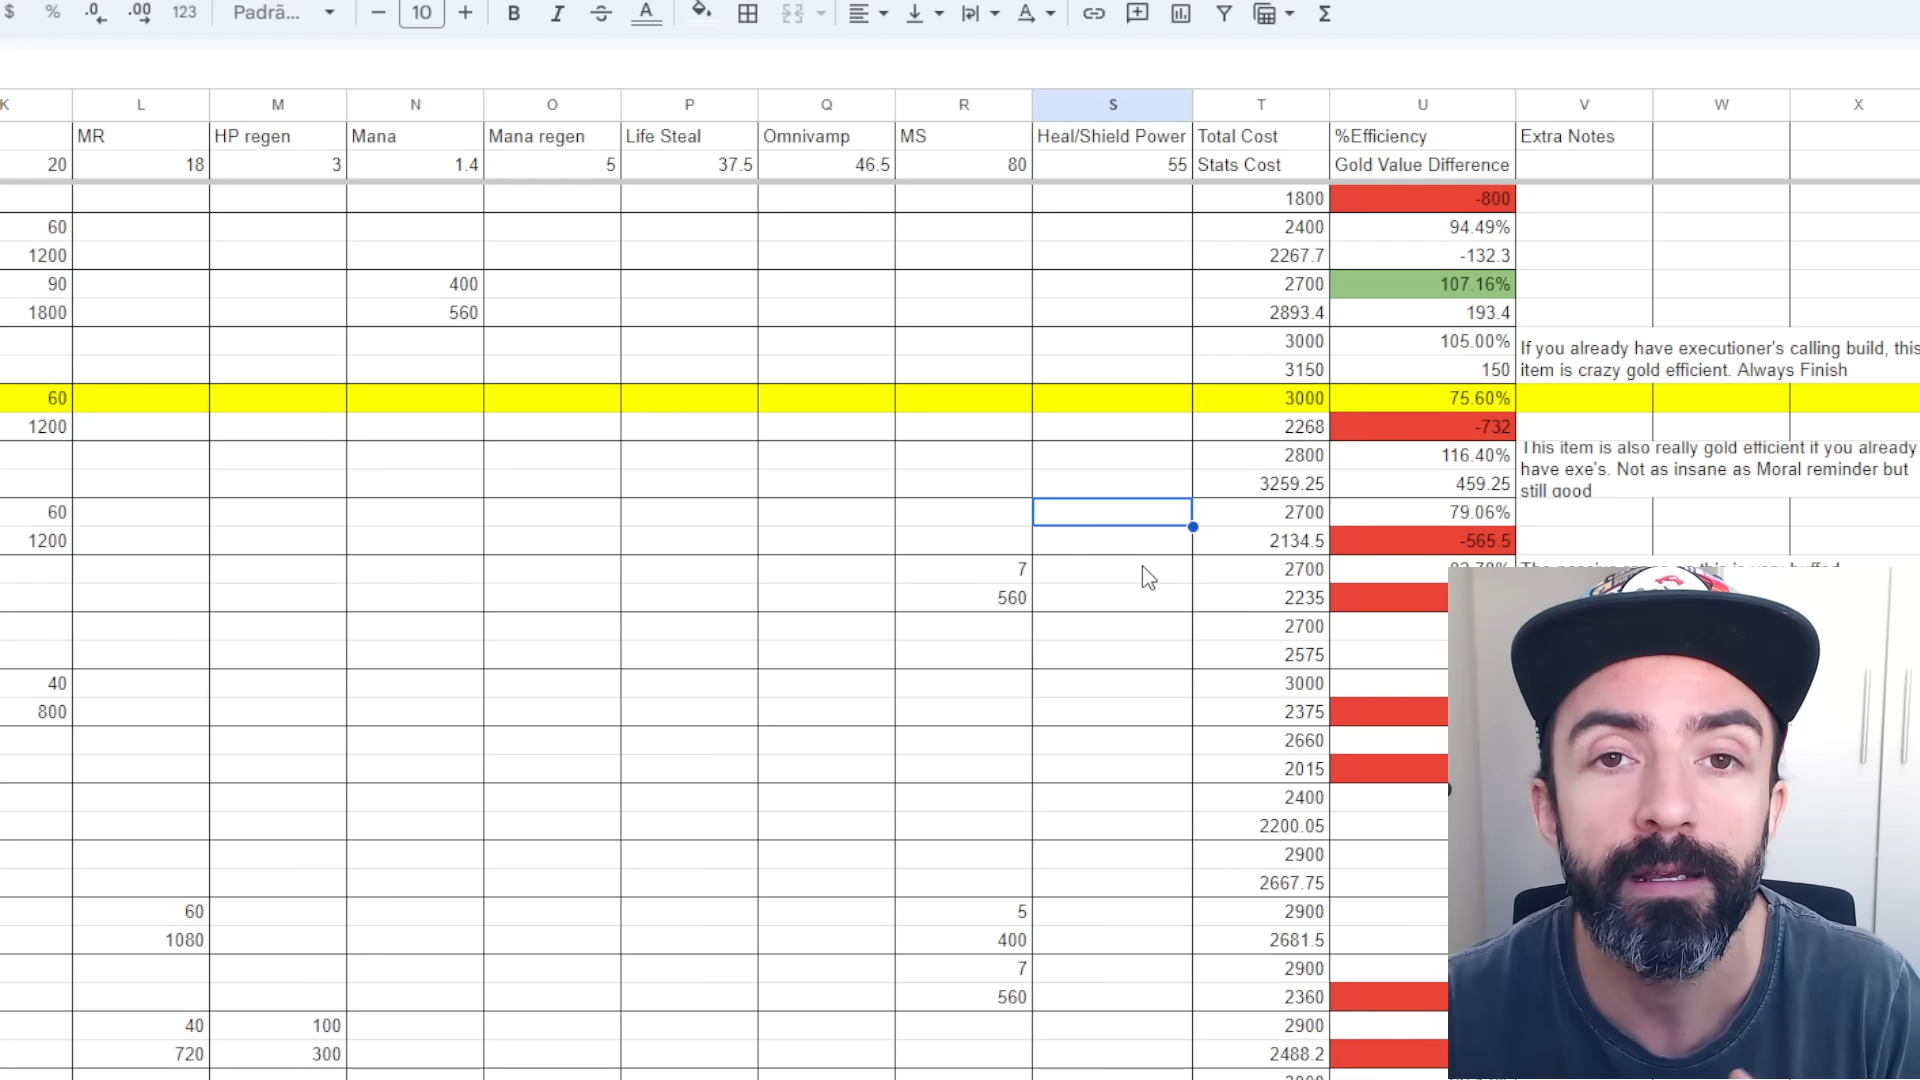 $ % .0 .00 123 Padrã... 10 B I A A Σ
K L M N O P Q R S T U V W X
MR HP regen Mana Mana regen Life Steal Omnivamp MS Heal/Shield Power Total Cost %Efficiency Extra Notes
20 18 3 1.4 5 37.5 46.5 80 55 Stats Cost Gold Value Difference
1800 -800
60 2400 94.49%
1200 2267.7 -132.3
90 400 2700 107.16%
1800 560 2893.4 193.4
3000 105.00%
If you already have executioner's calling build, this
3150 150
item is crazy gold efficient. Always Finish
60 3000 75.60%
1200 2268 -732
This item is also really gold efficient if you already
2800 116.40%
have exe's. Not as insane as Moral reminder but
3259.25 459.25
still good
60 2700 79.06%
1200 2134.5 -565.5
7 2700
560 2235
2700
2575
40 3000
800 2375
2660
2015
2400
2200.05
2900
2667.75
60 5 2900
1080 400 2681.5
7 2900
560 2360
40 100 2900
720 300 2488.2